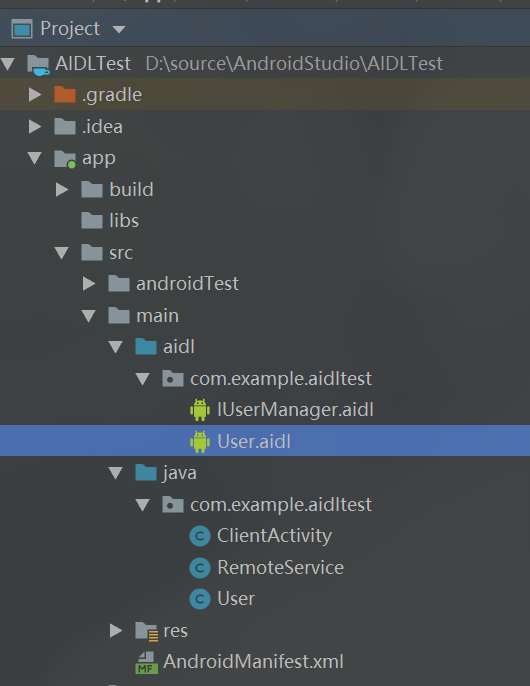 Project
AIDLTest D:\source\AndroidStudio\AIDLTest
.gradle
.idea
app
build
libs
src
androidTest
main
aidl
com.example.aidltest
IUserManager.aidl
User.aidl
java
com.example.aidltest
C ClientActivity
C RemoteService
C User
res
MF AndroidManifest.xml